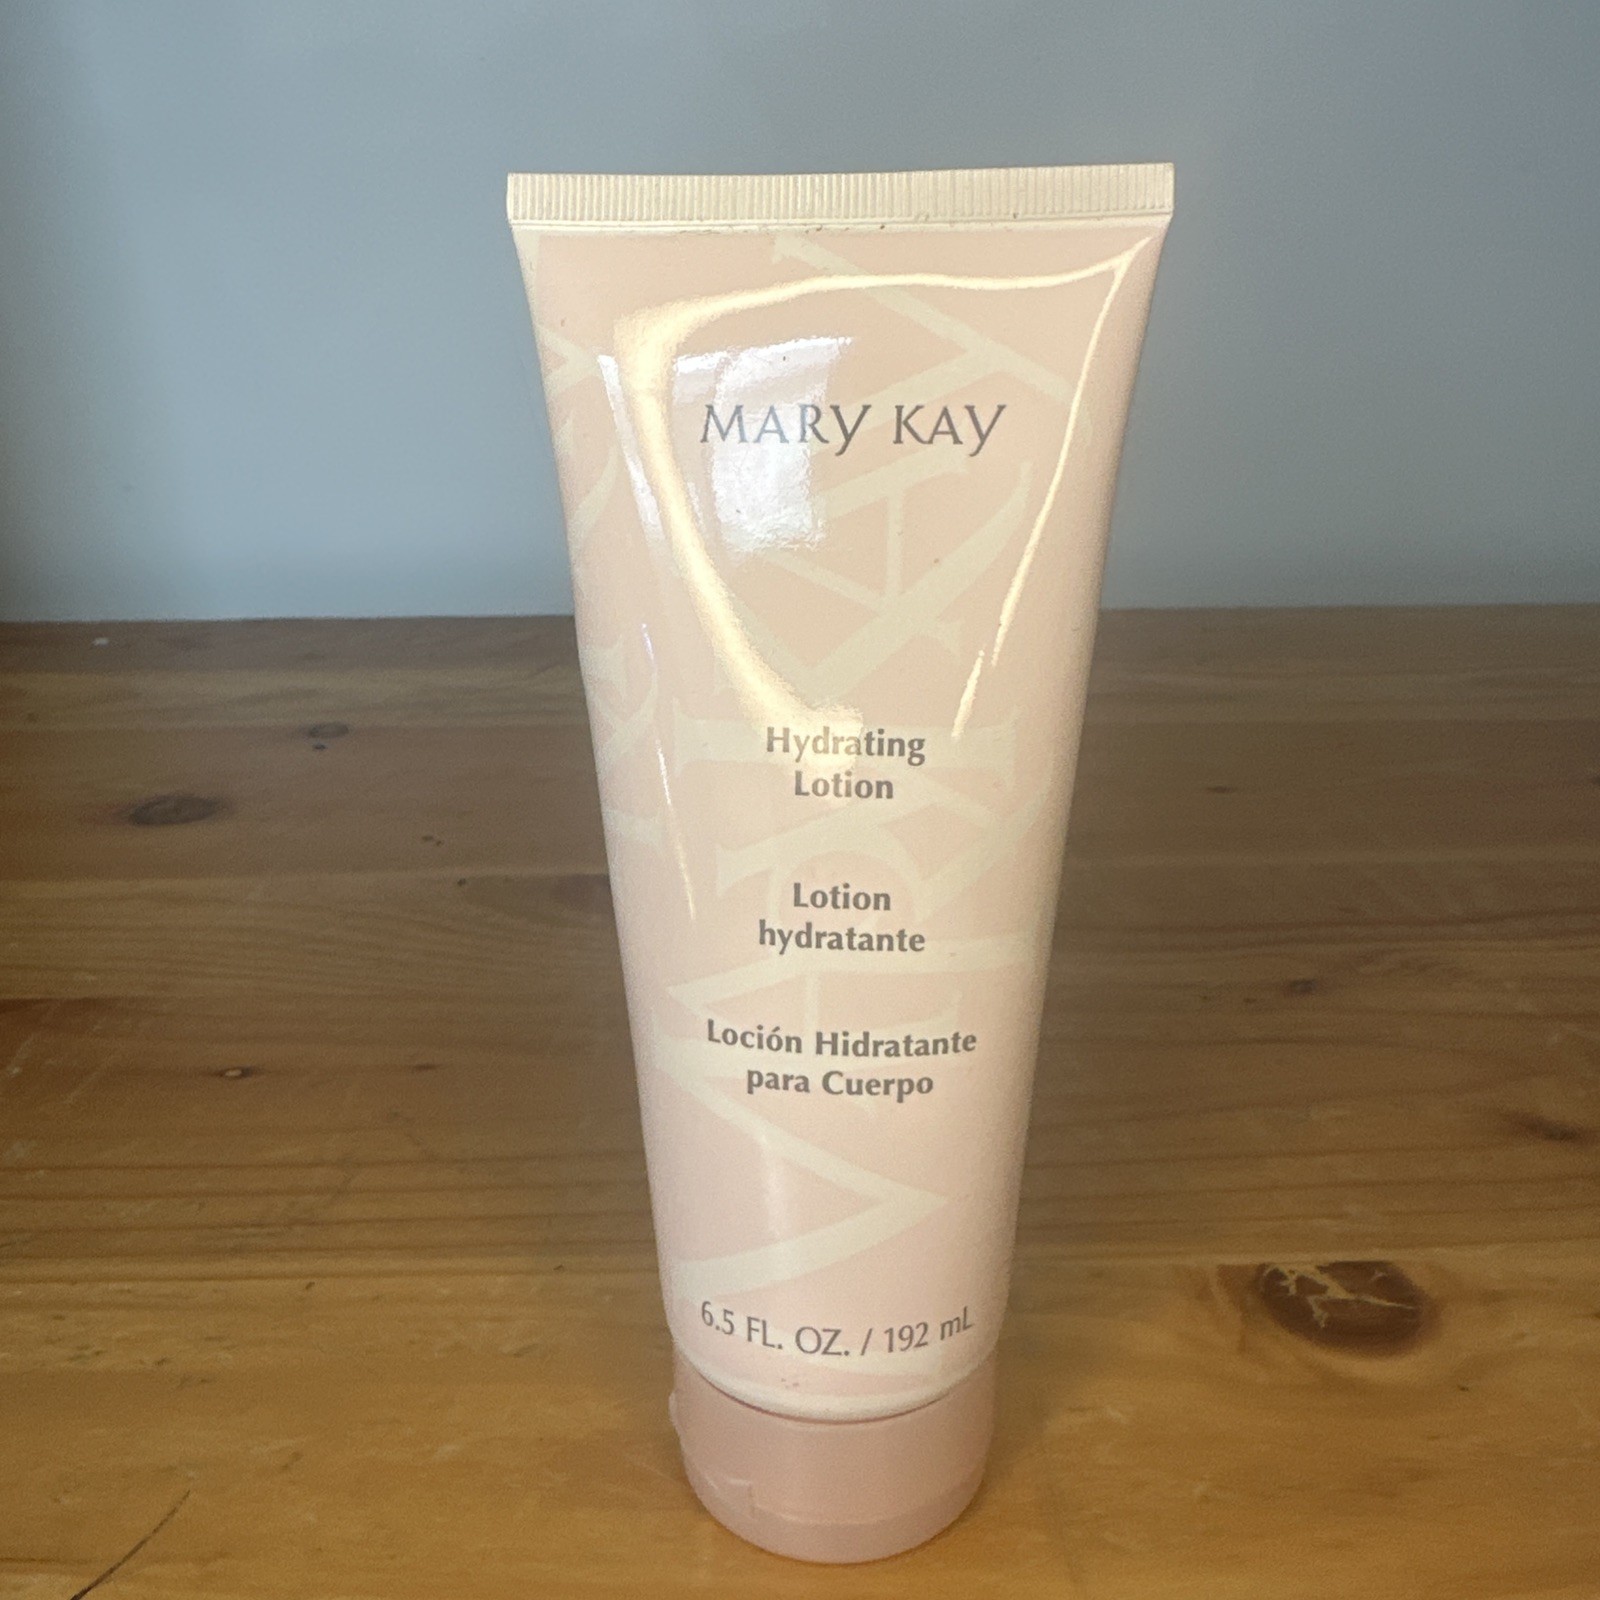 MARY KAY
Hydrating
Lotion
Lotion
hydratante
Loción Hidratante
para Cuerpo
6.5 FL. OZ. / 192 mL